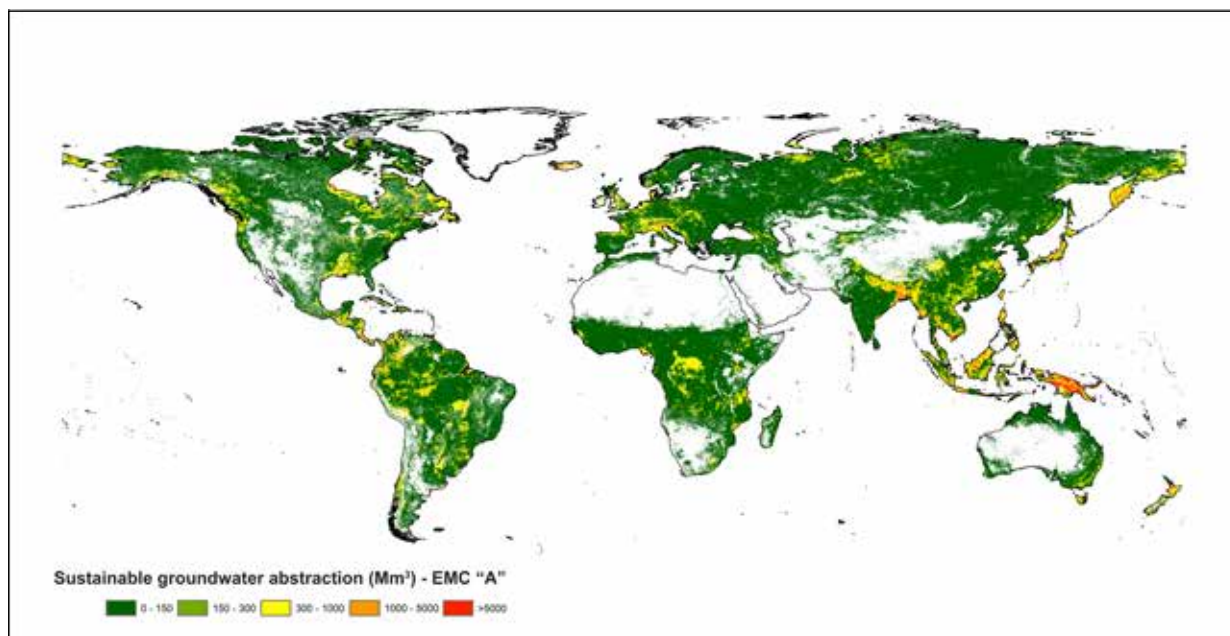 Sustainable groundwater abstraction (Mm³) - EMC “A”
0 - 150 150 - 300 300 - 1000 1000 - 5000 >5000